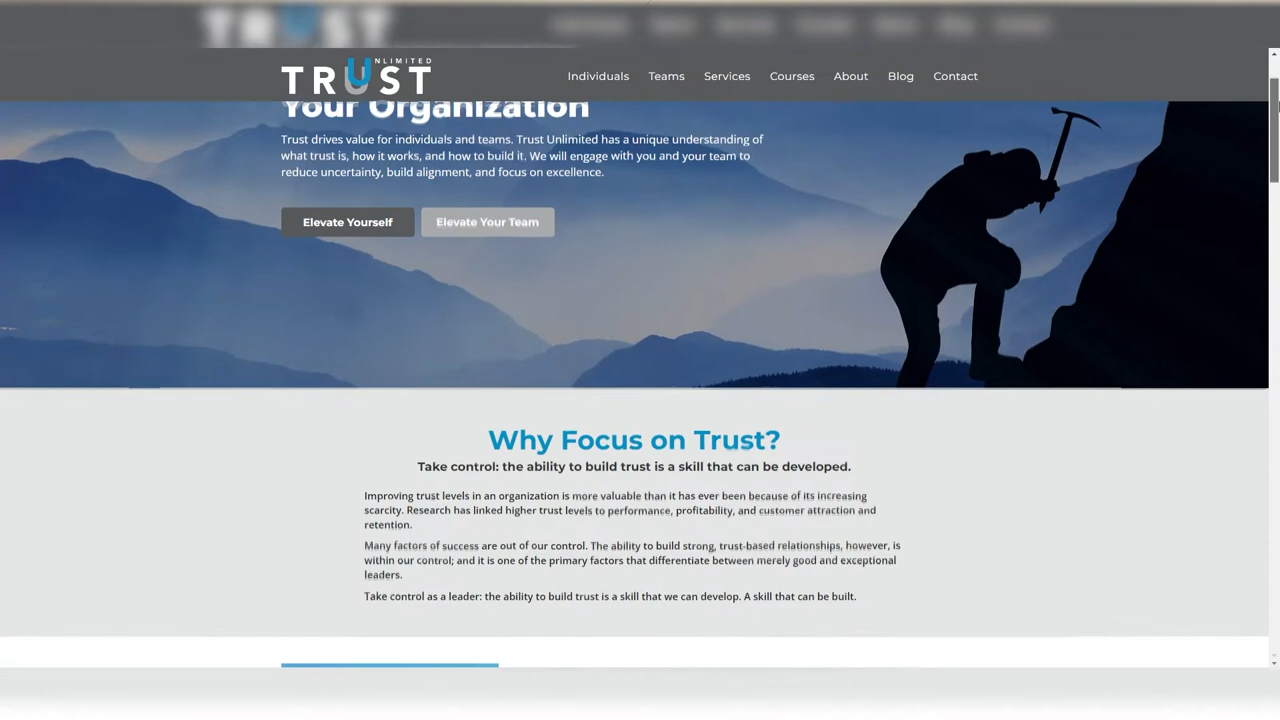 UNLIMITED
TRUST
Individuals Teams Services Courses About Blog Contact
Your Organization
Trust drives value for individuals and teams. Trust Unlimited has a unique understanding of
what trust is, how it works, and how to build it. We will engage with you and your team to
reduce uncertainty, build alignment, and focus on excellence.
Elevate Yourself Elevate Your Team
Why Focus on Trust?
Take control: the ability to build trust is a skill that can be developed.
Improving trust levels in an organization is more valuable than it has ever been because of its increasing
scarcity. Research has linked higher trust levels to performance, profitability, and customer attraction and
retention.
Many factors of success are out of our control. The ability to build strong, trust-based relationships, however, is
within our control; and it is one of the primary factors that differentiate between merely good and exceptional
leaders.
Take control as a leader: the ability to build trust is a skill that we can develop. A skill that can be built.